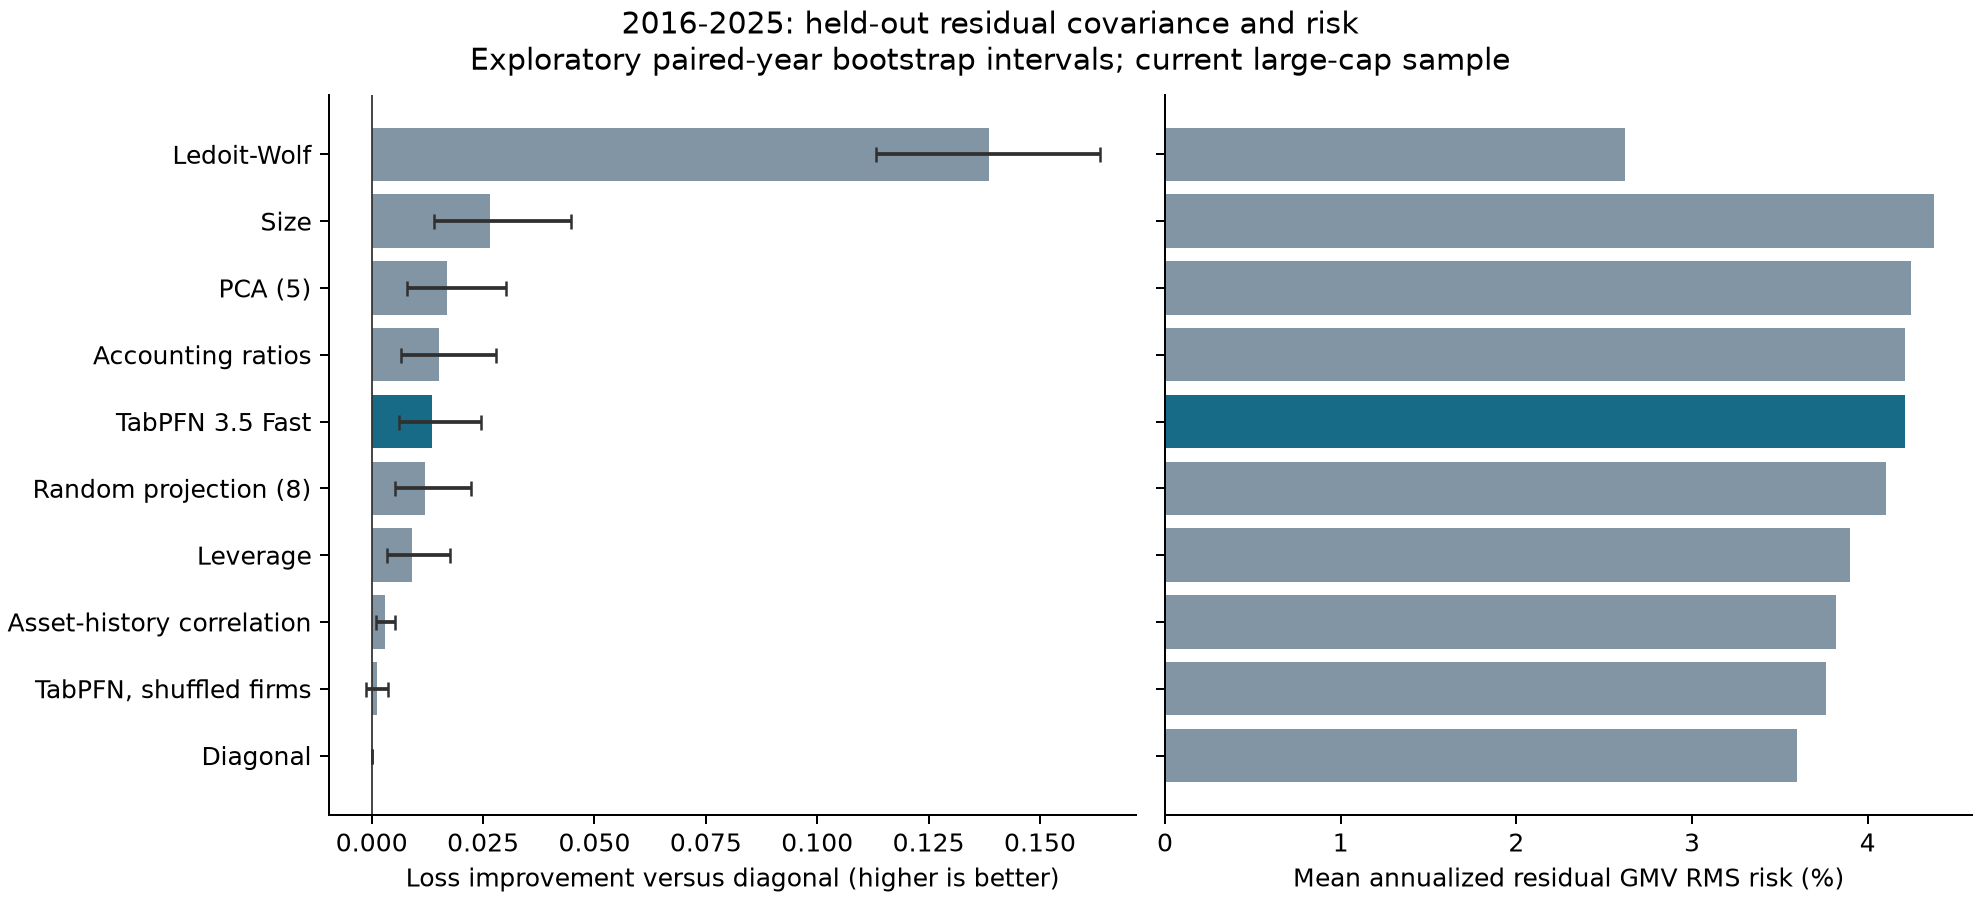 2016-2025: held-out residual covariance and risk
Exploratory paired-year bootstrap intervals; current large-cap sample
Ledoit-Wolf
Size
PCA (5)
Accounting ratios
TabPFN 3.5 Fast
Random projection (8)
Leverage
Asset-history correlation
TabPFN, shuffled firms
Diagonal
0.000 0.025 0.050 0.075 0.100 0.125 0.150
Loss improvement versus diagonal (higher is better)
0 1 2 3 4
Mean annualized residual GMV RMS risk (%)